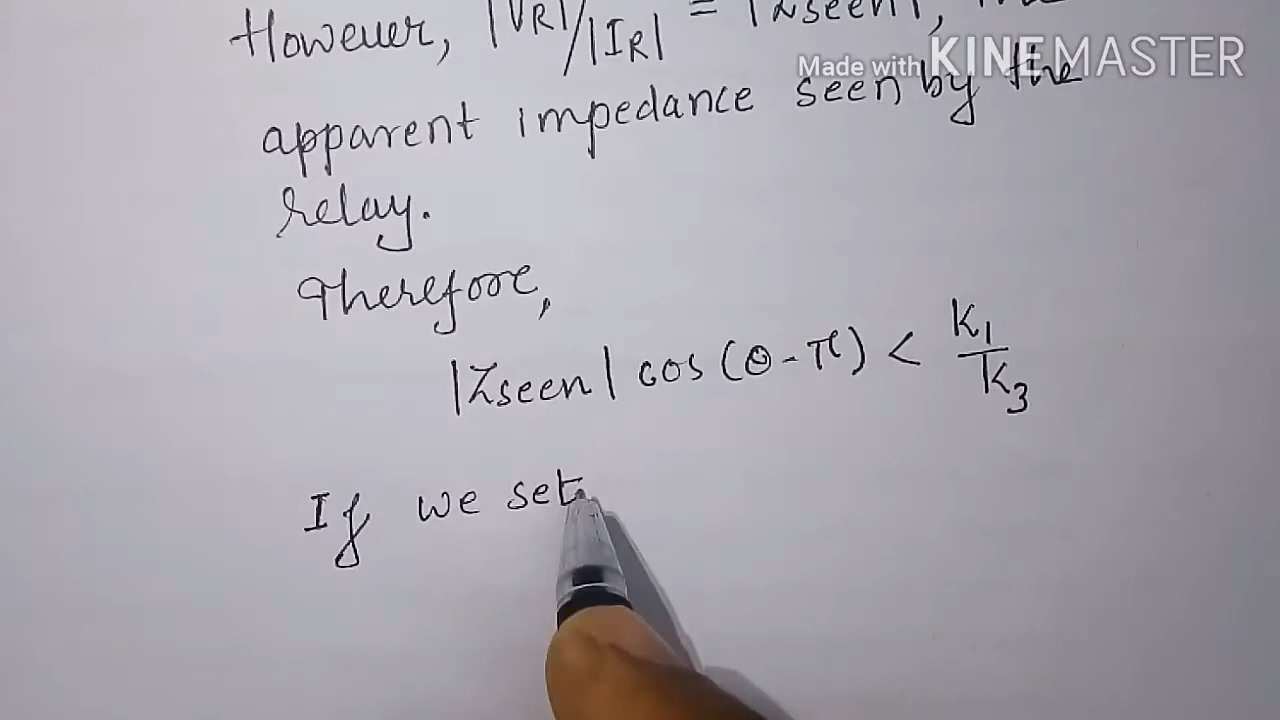 However, |VR|/|IR| = |Zseen|, the
Made with KINEMASTER
apparent impedance seen by the
relay.
Therefore,
|Zseen| cos (θ - π) < K1/K3
If we set